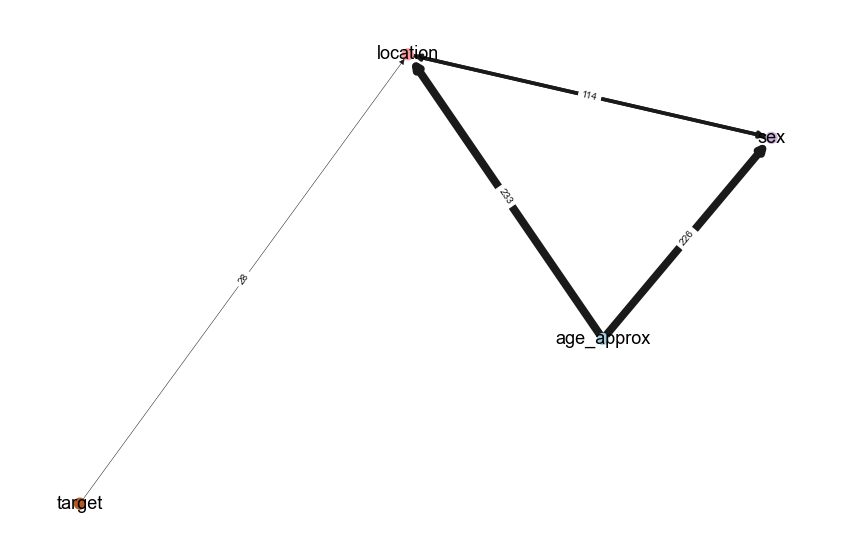 location
114
sex
233
226
28
age_approx
target